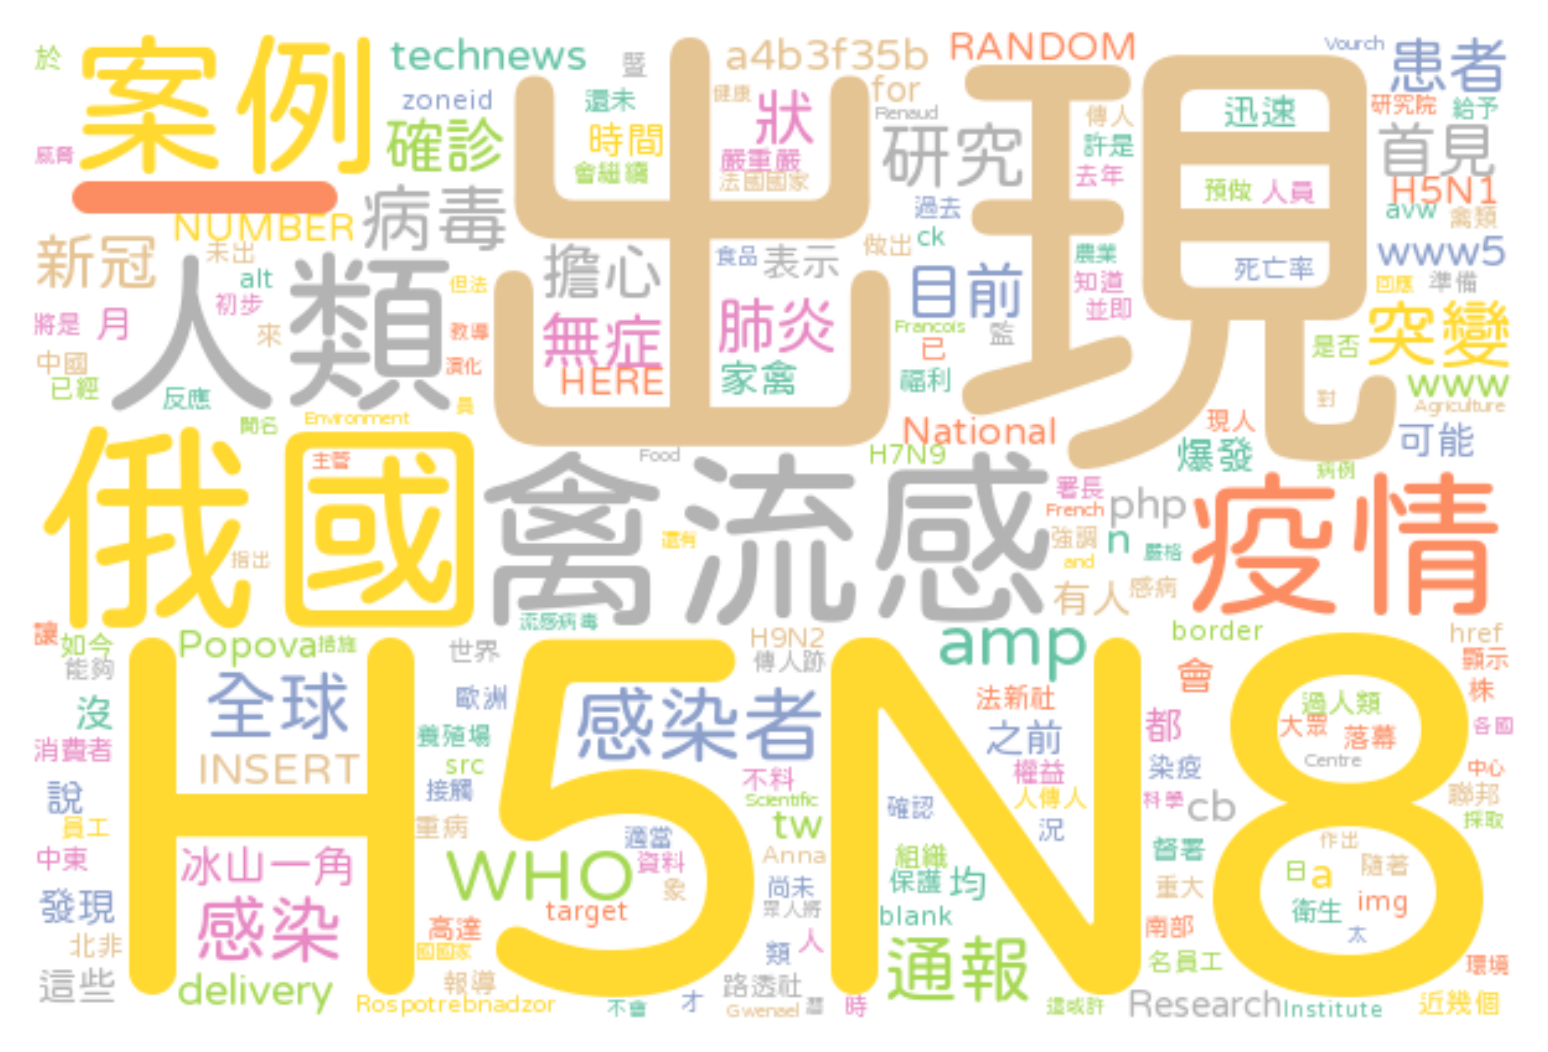 於
案例
technews
暨
出現
a4b3f35b
RANDOM
Vourch
患者
zoneid
還未
健康
for
研究院
給予
確診
時間
狀
Renaud
傳人
迅速
威脅
會繼續
嚴重嚴
研究
許是
首見
法國國家
去年
預做
人員
H5N1
NUMBER
病毒
過去
avw
禽類
新冠
未出
擔心
食品
表示
做出
ck
農業
死亡率
www5
alt
初步
但法
目前
知道
回應
準備
將是
月
人類
來
教導
無症
肺炎
Francois
監
並即
突變
中國
演化
已
是否
已經
反應
HERE
家禽
福利
對
www
聞名
Environment
員
National
現人
Agriculture
俄國
主管
禽流感
Food
H7N9
爆發
可能
病例
署長
French
php
疫情
指出
還有
強調
and
n
嚴格
有人
感病
流感病毒
讓
如今
Popova
措施
世界
H9N2
amp
border
href
能夠
傳人跡
會
顯示
H5N8
全球
歐洲
感染者
法新社
株
沒
過人類
大眾
落幕
各國
消費者
養殖場
之前
都
INSERT
src
不料
權益
染疫
Centre
中心
說
接觸
Scientific
確認
人傳人
科學
cb
聯邦
員工
重病
適當
tw
況
採取
中東
冰山一角
WHO
資料
Anna
組織
督署
作出
隨著
象
尚未
保護
均
重大
日
a
發現
感染
target
眾人將
blank
衛生
img
高達
南部
太
北非
國國家
類
人
通報
名員工
環境
這些
delivery
報導
路透社
Rospotrebnadzor
不會
才
Gwenael
潛
時
這或許
Research
Institute
近幾個